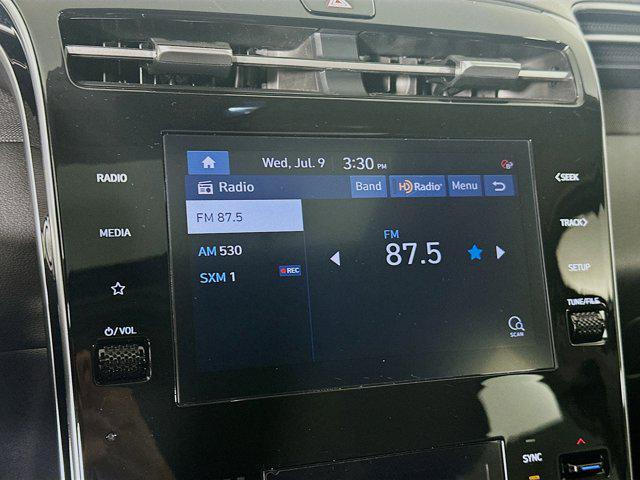 Wed, Jul. 9 3:30 PM
RADIO
Radio Band HD Radio Menu
<SEEK
FM 87.5
MEDIA
FM
87.5
TRACK>
AM 530
SXM 1 REC
SETUP
TUNE/FILE
SCAN
/VOL
SYNC